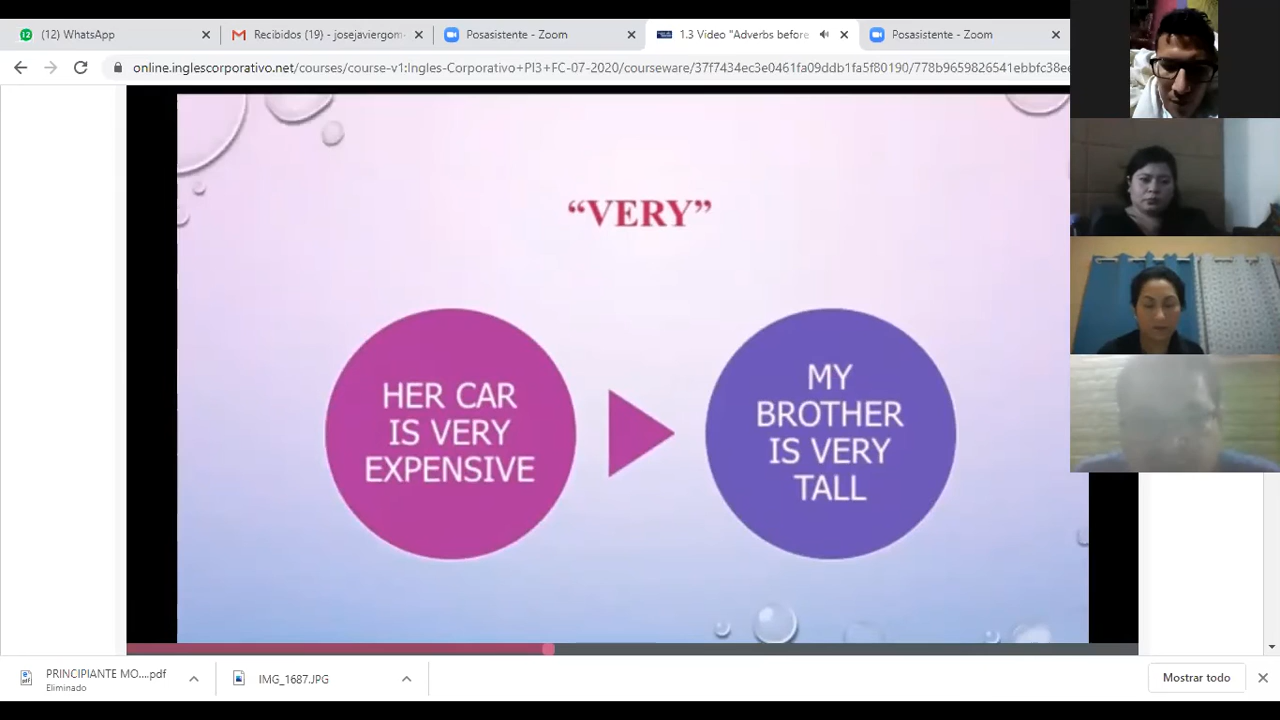 (12) WhatsApp
Recibidos (19) - josejaviergom
Posasistente - Zoom
1.3 Video "Adverbs before
Posasistente - Zoom
online.inglescorporativo.net/courses/course-v1:Ingles-Corporativo+PI3+FC-07-2020/courseware/37f7434ec3e0461fa09ddb1fa5f80190/778b9659826541ebbfc38ee
“VERY”
HER CAR
IS VERY
EXPENSIVE
MY
BROTHER
IS VERY
TALL
PRINCIPIANTE MO....pdf
Eliminado
IMG_1687.JPG
Mostrar todo